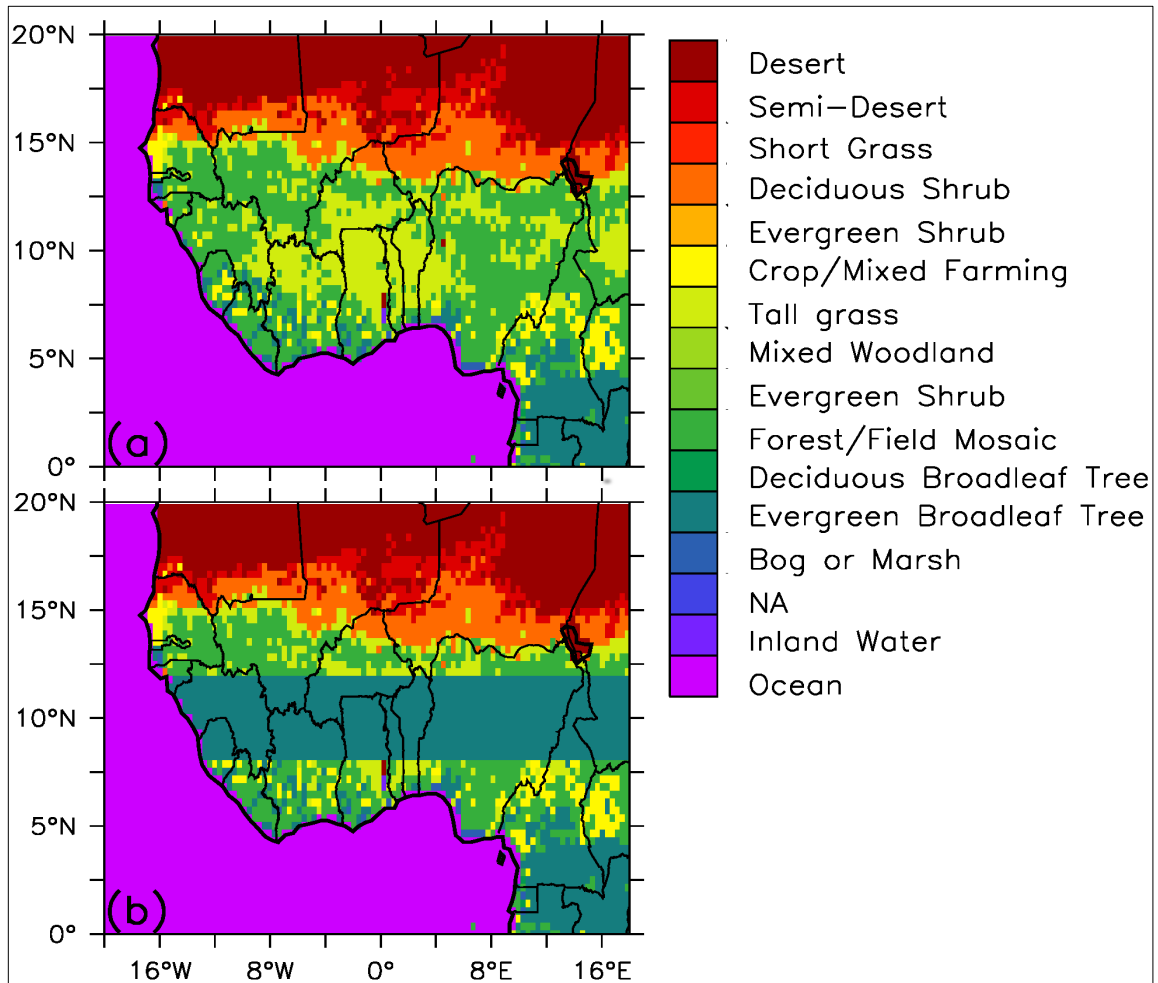 20°N
15°N
10°N
5°N
0°
(a)
20°N
15°N
10°N
5°N
0°
(b)
16°W 8°W 0° 8°E 16°E
Desert
Semi-Desert
Short Grass
Deciduous Shrub
Evergreen Shrub
Crop/Mixed Farming
Tall grass
Mixed Woodland
Evergreen Shrub
Forest/Field Mosaic
Deciduous Broadleaf Tree
Evergreen Broadleaf Tree
Bog or Marsh
NA
Inland Water
Ocean